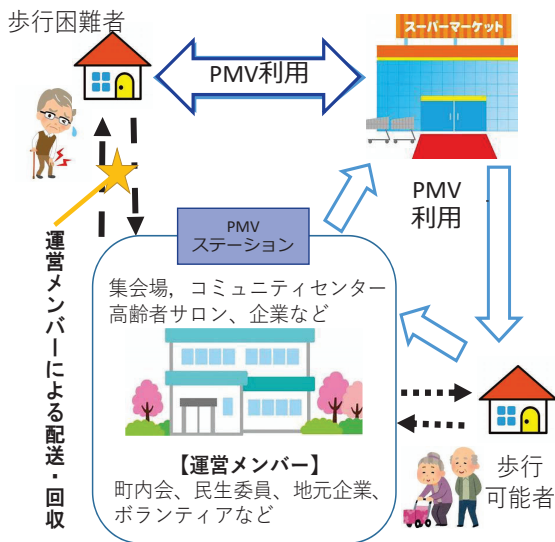 歩行困難者
スーパーマーケット
PMV利用
PMV
利用
運営メンバーによる配送・回収
PMV
ステーション
集会場，コミュニティセンター
高齢者サロン、企業など
【運営メンバー】
町内会、民生委員、地元企業、
ボランティアなど
歩行
可能者